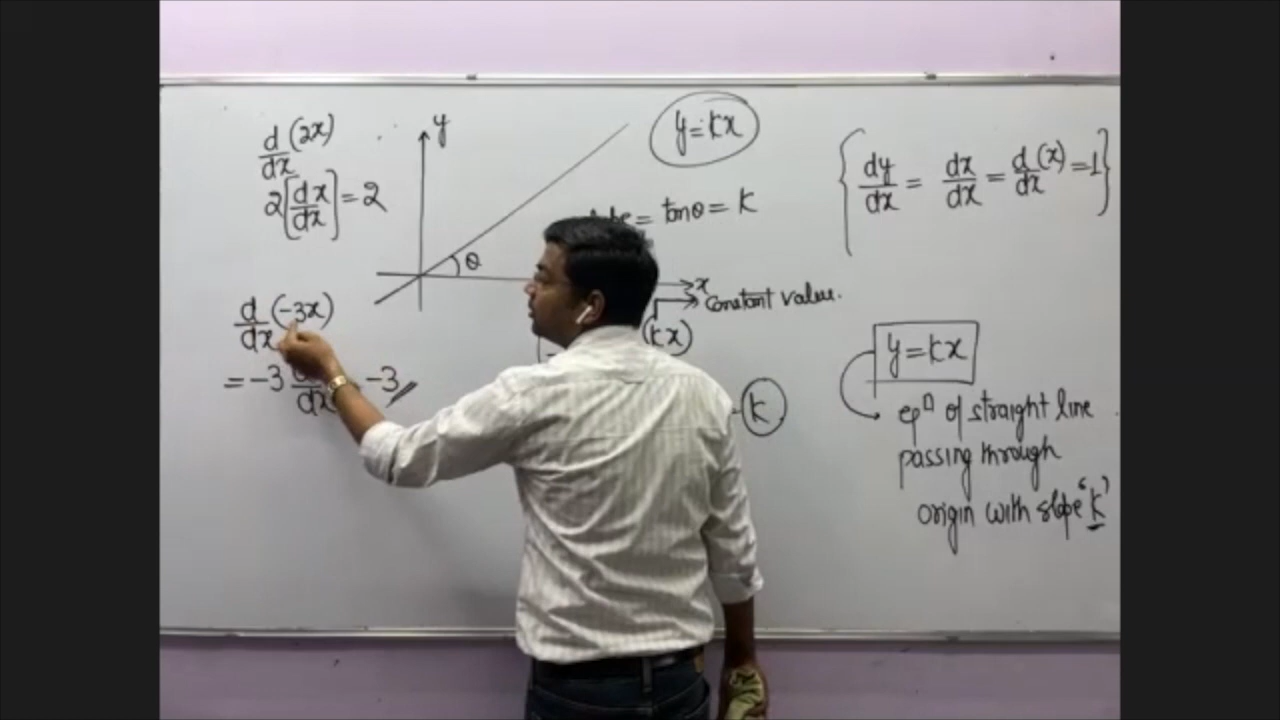 d/dx (2x)
2[dx/dx] = 2
y
θ
d/dx (-3x)
= -3 -3
y = kx
= tanθ = k
x
Constant value.
(kx)
k
{dy/dx = dx/dx = d/dx (x) = 1}
y = kx
eqⁿ of straight line
passing through
origin with slope 'k'